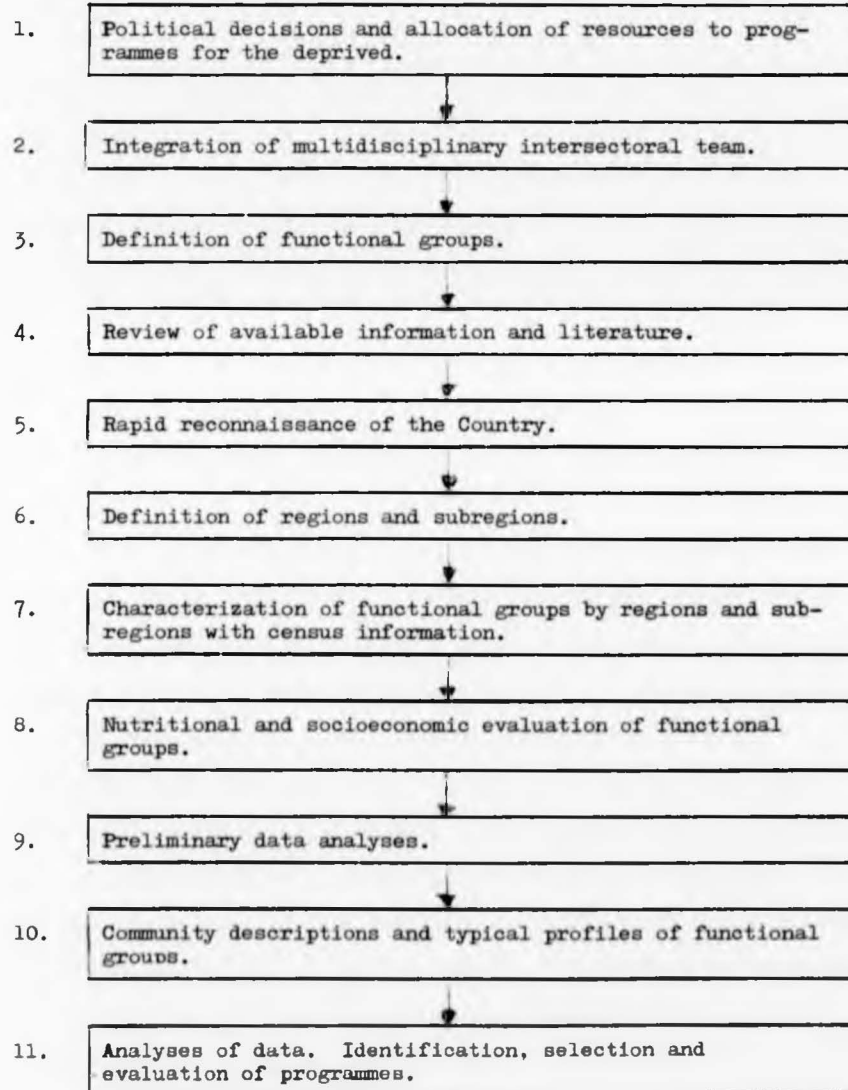 1. Political decisions and allocation of resources to prog-
rammes for the deprived.
2. Integration of multidisciplinary intersectoral team.
3. Definition of functional groups.
4. Review of available information and literature.
5. Rapid reconnaissance of the Country.
6. Definition of regions and subregions.
7. Characterization of functional groups by regions and sub-
regions with census information.
8. Nutritional and socioeconomic evaluation of functional
groups.
9. Preliminary data analyses.
10. Community descriptions and typical profiles of functional
groups.
11. Analyses of data. Identification, selection and
evaluation of programmes.